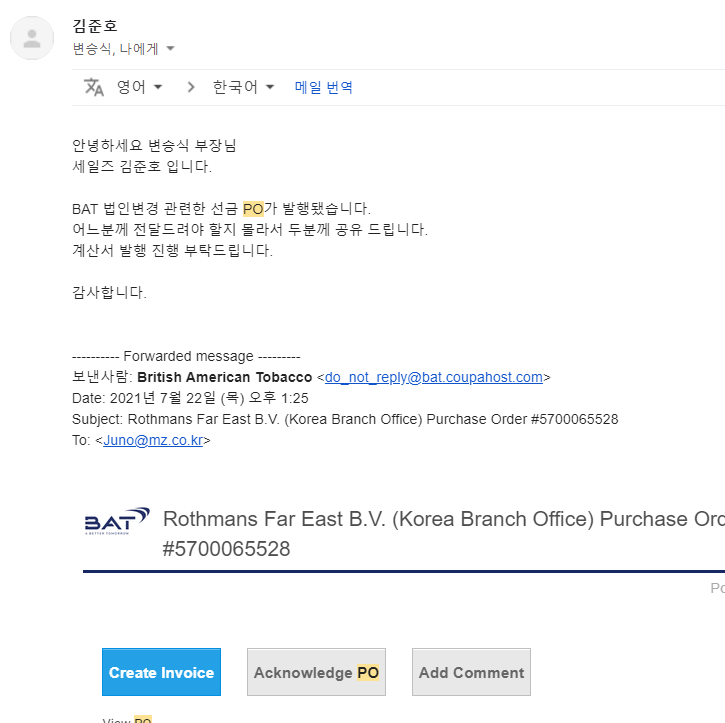 김준호
변승식, 나에게
영어 > 한국어 메일 번역
안녕하세요 변승식 부장님
세일즈 김준호 입니다.
BAT 법인변경 관련한 선금 PO가 발행됐습니다.
어느분께 전달드려야 할지 몰라서 두분께 공유 드립니다.
계산서 발행 진행 부탁드립니다.
감사합니다.
---------- Forwarded message ---------
보낸사람: British American Tobacco <do_not_reply@bat.coupahost.com>
Date: 2021년 7월 22일 (목) 오후 1:25
Subject: Rothmans Far East B.V. (Korea Branch Office) Purchase Order #5700065528
To: <Juno@mz.co.kr>
BAT Rothmans Far East B.V. (Korea Branch Office) Purchase Ord
A BETTER TOMORROW
#5700065528
Po
Create Invoice Acknowledge PO Add Comment
View PO